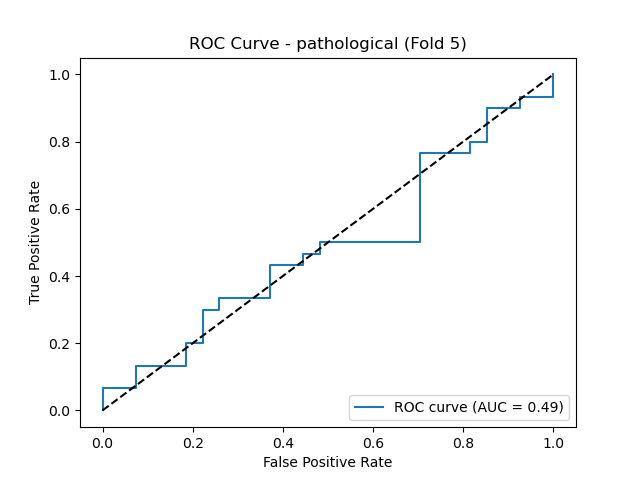 ROC Curve - pathological (Fold 5)
True Positive Rate
1.0
0.8
0.6
0.4
0.2
0.0
ROC curve (AUC = 0.49)
0.0 0.2 0.4 0.6 0.8 1.0
False Positive Rate